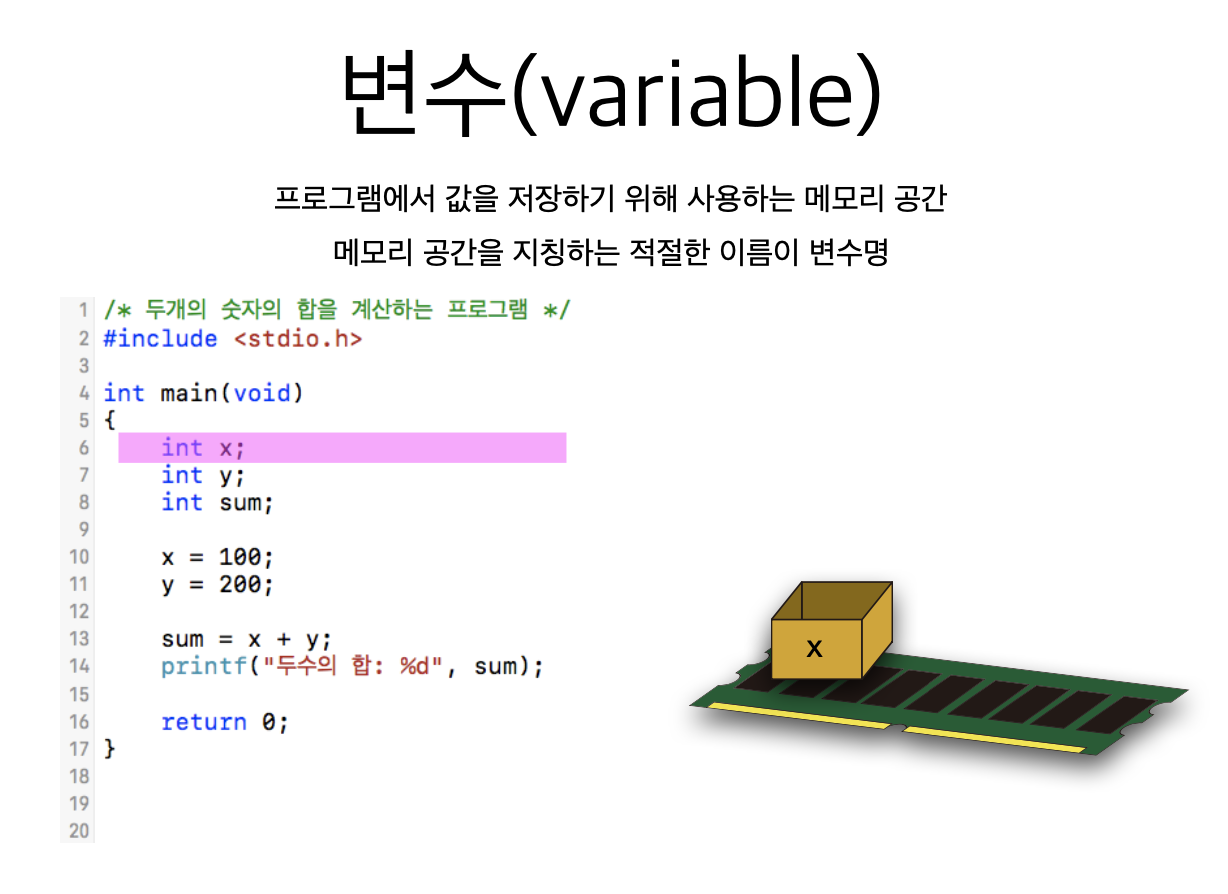 변수(variable)
프로그램에서 값을 저장하기 위해 사용하는 메모리 공간
메모리 공간을 지칭하는 적절한 이름이 변수명
1 /* 두개의 숫자의 합을 계산하는 프로그램 */
2 #include <stdio.h>
3
4 int main(void)
5 {
6     int x;
7     int y;
8     int sum;
9
10     x = 100;
11     y = 200;
12
13     sum = x + y;
14     printf("두수의 합: %d", sum);
15
16     return 0;
17 }
18
19
20
x